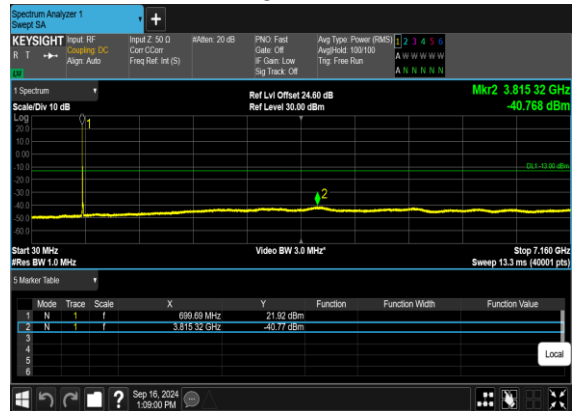 Spectrum Analyzer 1
Swept SA
+
KEYSIGHT Input: RF Input Z: 50 Ω #Atten: 20 dB PNO: Fast Avg Type: Power (RMS) 1 2 3 4 5 6
R T Coupling: DC Corr CCorr Gate: Off Avg|Hold: 100/100 A W W W W W
Align: Auto Freq Ref: Int (S) IF Gain: Low Trig: Free Run
Sig Track: Off A N N N N N
1 Spectrum Ref Lvl Offset 24.60 dB Mkr2 3.815 32 GHz
Scale/Div 10 dB Ref Level 30.00 dBm -40.768 dBm
Log
20.0
10.0
0.00
-10.0
-20.0
-30.0
-40.0
-50.0
-60.0
1
2
DL1 -13.00 dBm
Start 30 MHz Video BW 3.0 MHz* Stop 7.160 GHz
#Res BW 1.0 MHz Sweep 13.3 ms (40001 pts)
5 Marker Table
Mode Trace Scale X Y Function Function Width Function Value
1 N 1 f 699.69 MHz 21.92 dBm
2 N 1 f 3.815 32 GHz -40.77 dBm
3
4
5
6
Local
? Sep 16, 2024
1:09:00 PM